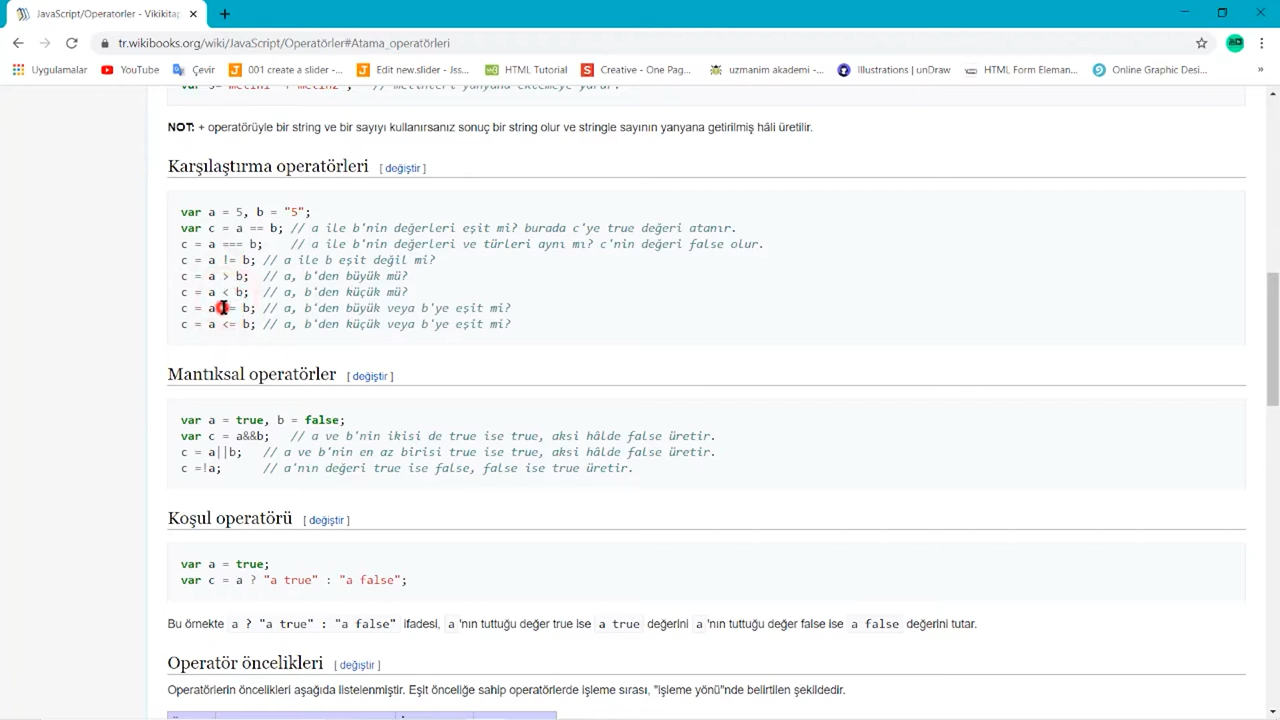 JavaScript/Operatörler - Vikikitap
tr.wikibooks.org/wiki/JavaScript/Operatörler#Atama_operatörleri
Uygulamalar YouTube Çevir 001 create a slider -... Edit new.slider - Jss... HTML Tutorial Creative - One Pag... uzmanim akademi -... Illustrations | unDraw HTML Form Eleman... Online Graphic Desi... »
var s= metin1 + metin2 ; // metinleri yanyana eklemeye yarar.
NOT: + operatörüyle bir string ve bir sayıyı kullanırsanız sonuç bir string olur ve stringle sayının yanyana getirilmiş hâli üretilir.
Karşılaştırma operatörleri [ değiştir ]
var a = 5, b = "5";
var c = a == b; // a ile b'nin değerleri eşit mi? burada c'ye true değeri atanır.
c = a === b; // a ile b'nin değerleri ve türleri aynı mı? c'nin değeri false olur.
c = a != b; // a ile b eşit değil mi?
c = a > b; // a, b'den büyük mü?
c = a < b; // a, b'den küçük mü?
c = a = b; // a, b'den büyük veya b'ye eşit mi?
c = a <= b; // a, b'den küçük veya b'ye eşit mi?
Mantıksal operatörler [ değiştir ]
var a = true, b = false;
var c = a&&b; // a ve b'nin ikisi de true ise true, aksi hâlde false üretir.
c = a||b; // a ve b'nin en az birisi true ise true, aksi hâlde false üretir.
c =!a; // a'nın değeri true ise false, false ise true üretir.
Koşul operatörü [ değiştir ]
var a = true;
var c = a ? "a true" : "a false";
Bu örnekte a ? "a true" : "a false" ifadesi, a 'nın tuttuğu değer true ise a true değerini a 'nın tuttuğu değer false ise a false değerini tutar.
Operatör öncelikleri [ değiştir ]
Operatörlerin öncelikleri aşağıda listelenmiştir. Eşit önceliğe sahip operatörlerde işleme sırası, "işleme yönü"nde belirtilen şekildedir.